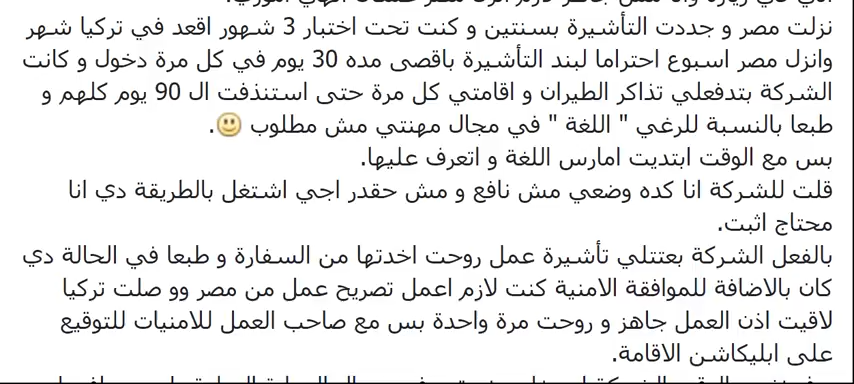 نزلت مصر و جددت التأشيرة بسنتين و كنت تحت اختبار 3 شهور اقعد في تركيا شهر
وانزل مصر اسبوع احتراما لبند التأشيرة باقصى مده 30 يوم في كل مرة دخول و كانت
الشركة بتدفعلي تذاكر الطيران و اقامتي كل مرة حتى استنذفت ال 90 يوم كلهم و
طبعا بالنسبة للرغي " اللغة " في مجال مهنتي مش مطلوب 🙂.
بس مع الوقت ابتديت امارس اللغة و اتعرف عليها.
قلت للشركة انا كده وضعي مش نافع و مش حقدر اجي اشتغل بالطريقة دي انا
محتاج اثبت.
بالفعل الشركة بعتتلي تأشيرة عمل روحت اخدتها من السفارة و طبعا في الحالة دي
كان بالاضافة للموافقة الامنية كنت لازم اعمل تصريح عمل من مصر وو صلت تركيا
لاقيت اذن العمل جاهز و روحت مرة واحدة بس مع صاحب العمل للامنيات للتوقيع
على ابليكاشن الاقامة.